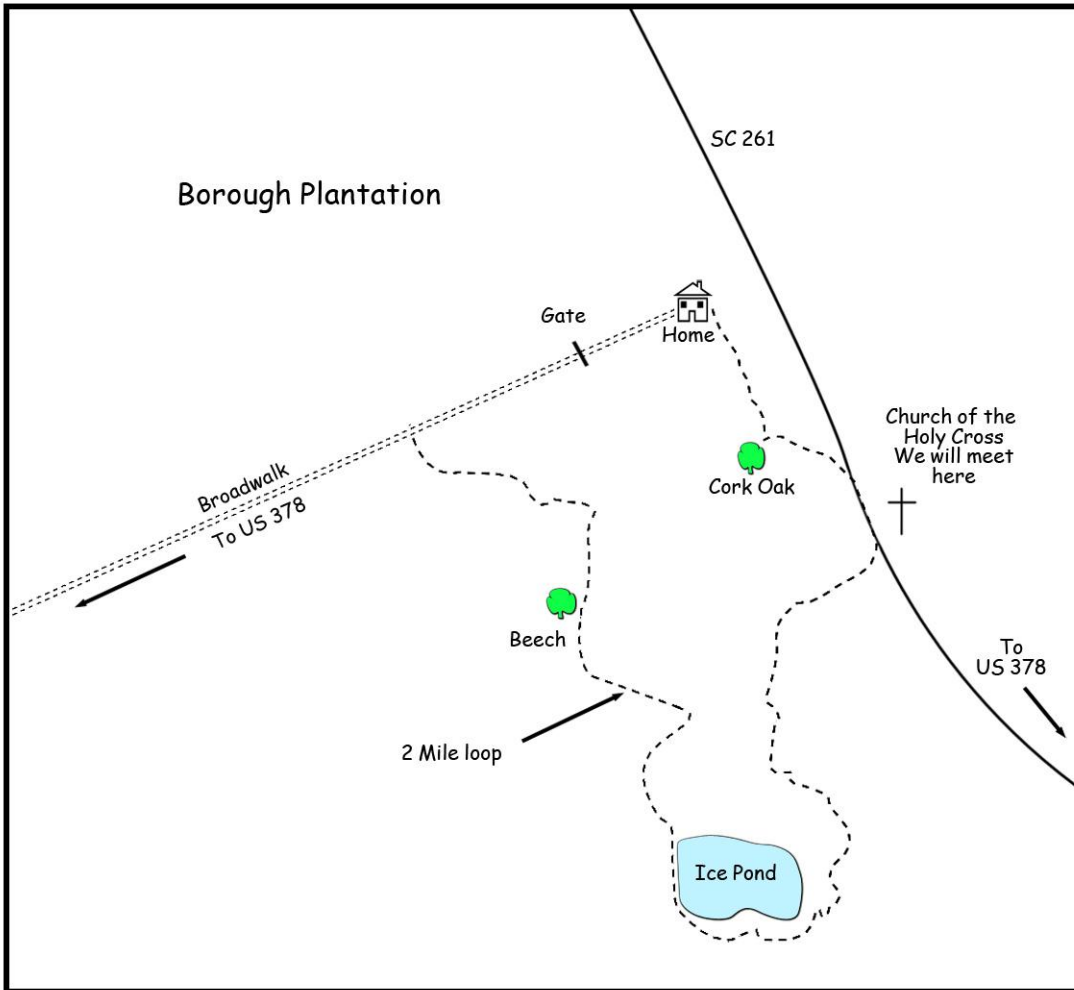 SC 261
Borough Plantation
Gate
Home
Church of the
Holy Cross
We will meet
here
Cork Oak
Broadwalk
To US 378
Beech
To
US 378
2 Mile loop
Ice Pond